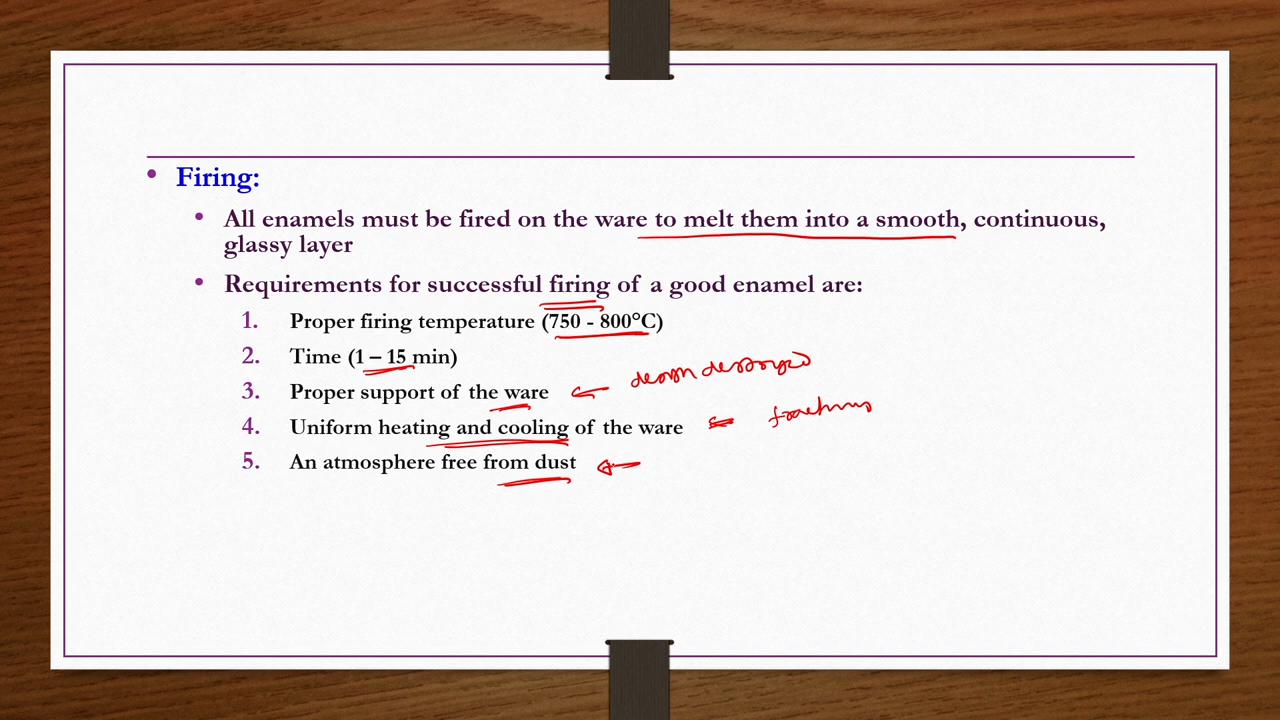 • Firing:
• All enamels must be fired on the ware to melt them into a smooth, continuous,
glassy layer
• Requirements for successful firing of a good enamel are:
1. Proper firing temperature (750 - 800°C)
2. Time (1 – 15 min)
3. Proper support of the ware
4. Uniform heating and cooling of the ware
5. An atmosphere free from dust